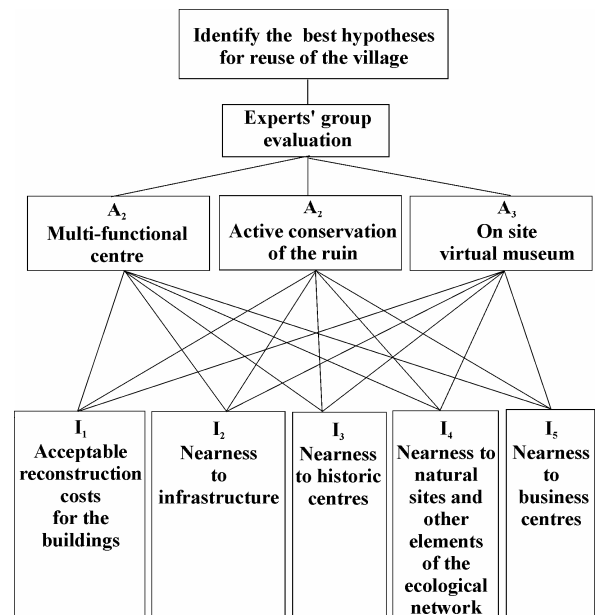 Identify the best hypotheses
for reuse of the village
Experts' group
evaluation
A2
Multi-functional
centre
A2
Active conservation
of the ruin
A3
On site
virtual museum
I1
Acceptable
reconstruction
costs
for the
buildings
I2
Nearness
to
infrastructure
I3
Nearness
to historic
centres
I4
Nearness to
natural
sites and
other
elements
of the
ecological
network
I5
Nearness
to
business
centres